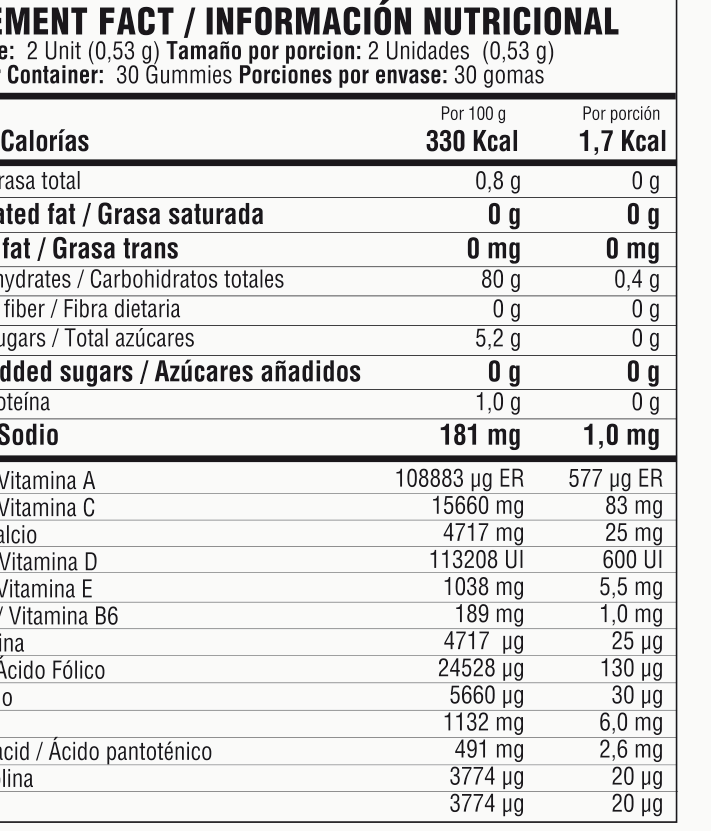 EMENT FACT / INFORMACIÓN NUTRICIONAL
e: 2 Unit (0,53 g) Tamaño por porcion: 2 Unidades (0,53 g)
r Container: 30 Gummies Porciones por envase: 30 gomas
Por 100 g Por porción
Calorías 330 Kcal 1,7 Kcal
rasa total 0,8 g 0 g
ated fat / Grasa saturada 0 g 0 g
fat / Grasa trans 0 mg 0 mg
hydrates / Carbohidratos totales 80 g 0,4 g
fiber / Fibra dietaria 0 g 0 g
ugars / Total azúcares 5,2 g 0 g
dded sugars / Azúcares añadidos 0 g 0 g
oteína 1,0 g 0 g
Sodio 181 mg 1,0 mg
Vitamina A 108883 µg ER 577 µg ER
Vitamina C 15660 mg 83 mg
alcio 4717 mg 25 mg
Vitamina D 113208 UI 600 UI
Vitamina E 1038 mg 5,5 mg
/ Vitamina B6 189 mg 1,0 mg
ina 4717 µg 25 µg
Ácido Fólico 24528 µg 130 µg
o 5660 µg 30 µg
1132 mg 6,0 mg
acid / Ácido pantoténico 491 mg 2,6 mg
olina 3774 µg 20 µg
3774 µg 20 µg